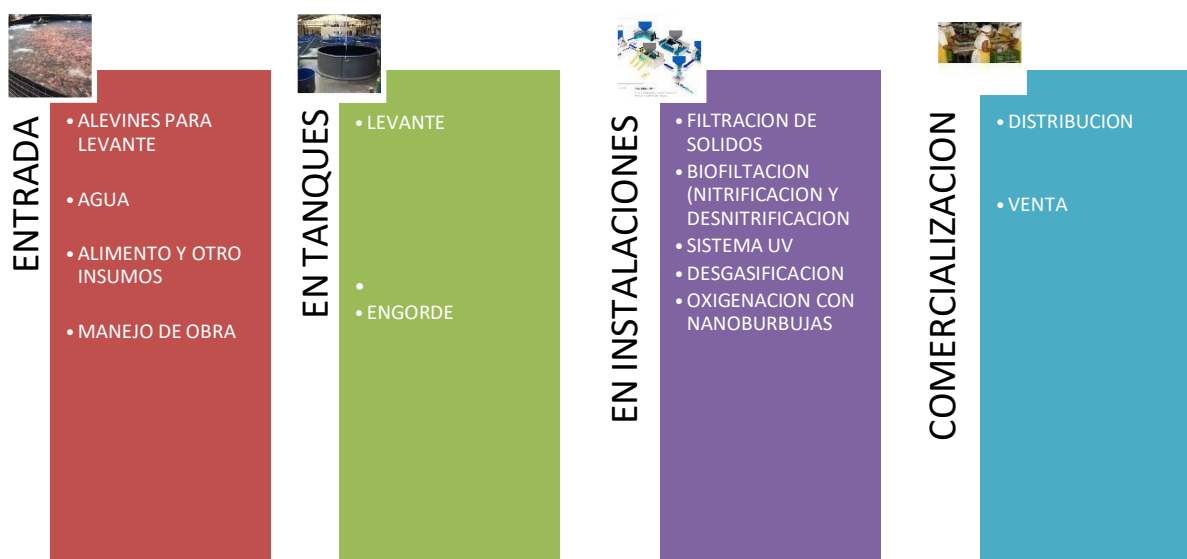 ENTRADA
• ALEVINES PARA
LEVANTE
• AGUA
• ALIMENTO Y OTRO
INSUMOS
• MANEJO DE OBRA
EN TANQUES
• LEVANTE
•
• ENGORDE
EN INSTALACIONES
• FILTRACION DE
SOLIDOS
• BIOFILTACION
(NITRIFICACION Y
DESNITRIFICACION
• SISTEMA UV
• DESGASIFICACION
• OXIGENACION CON
NANOBURBUJAS
COMERCIALIZACION
• DISTRIBUCION
• VENTA